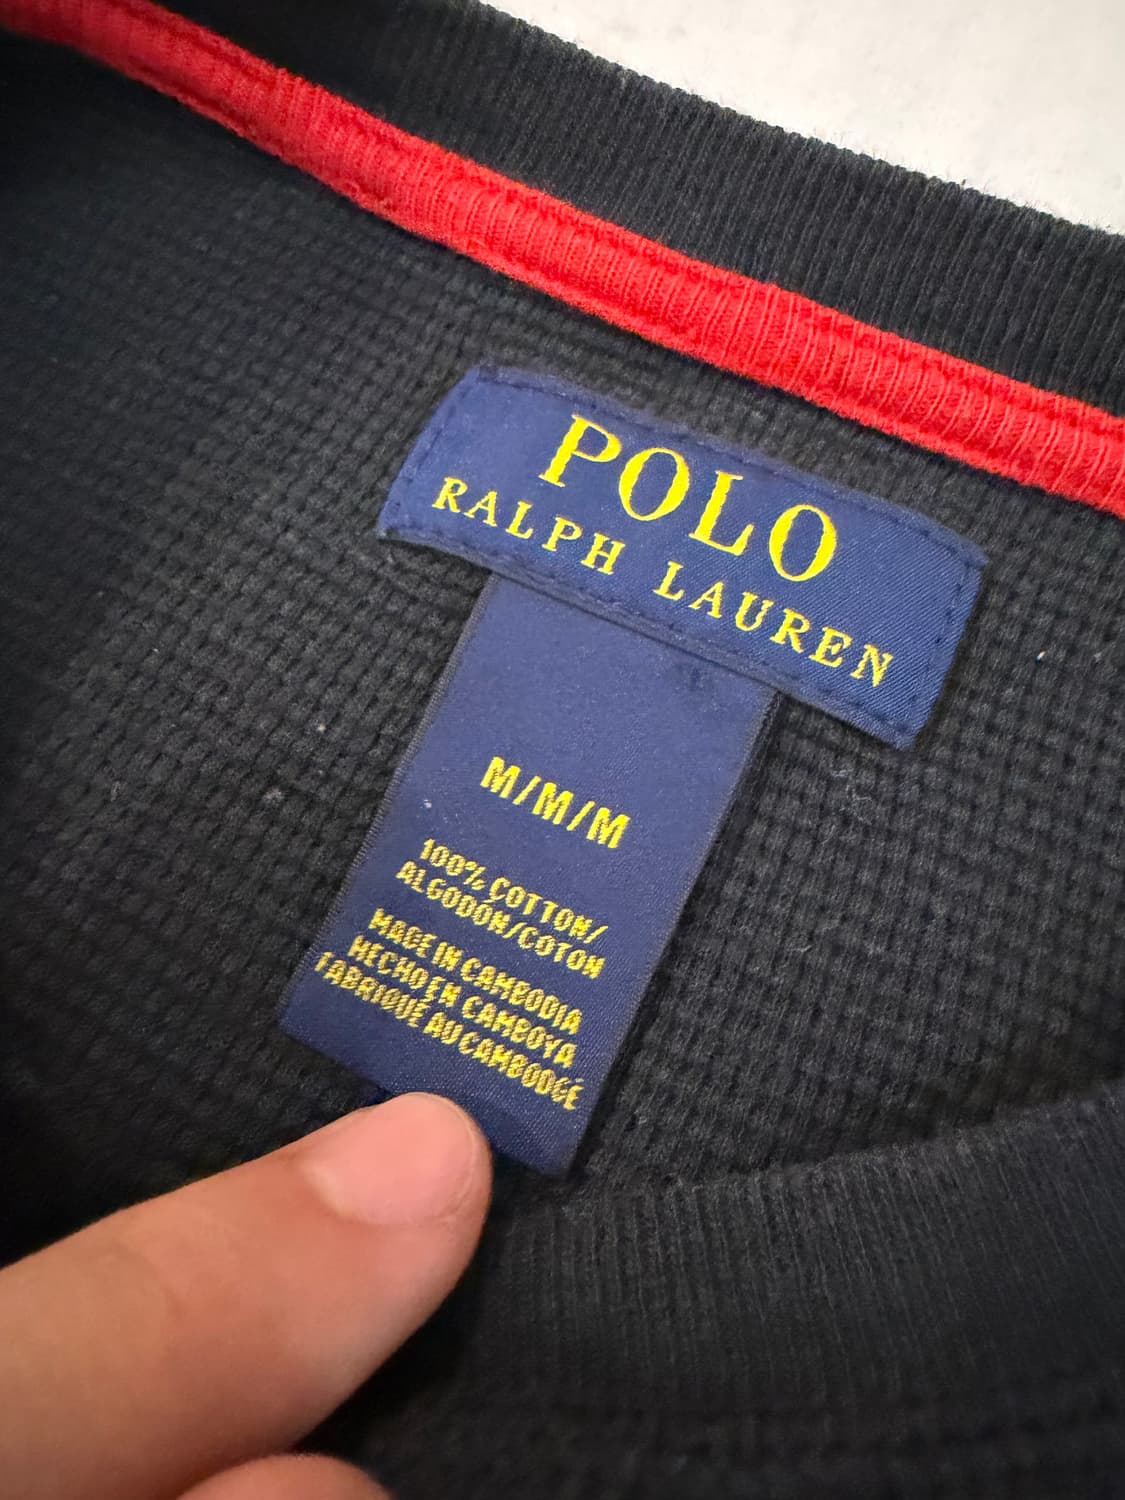 POLO
RALPH LAUREN
M/M/M
100% COTTON/
ALGODON/COTON
MADE IN CAMBODIA
HECHO EN CAMBOYA
FABRIQUÉ AU CAMBODGE